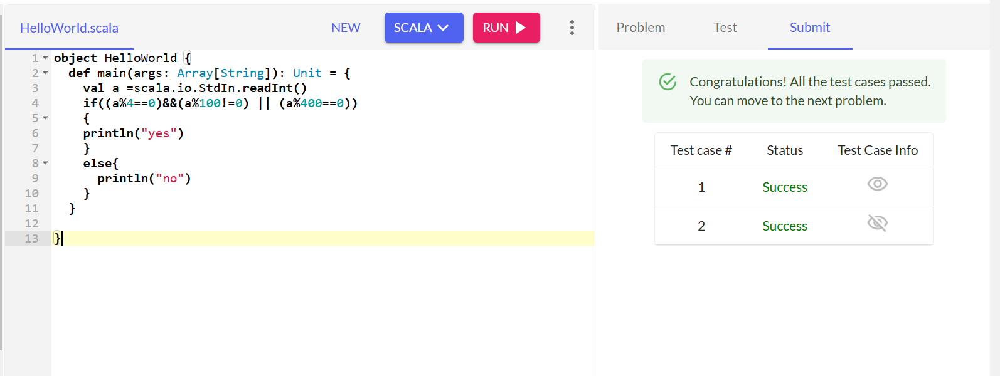 HelloWorld.scala
NEW
SCALA
RUN
1 object HelloWorld {
2 def main(args: Array[String]): Unit = {
3 val a =scala.io.StdIn.readInt()
4 if((a%4==0)&&(a%100!=0) || (a%400==0))
5 {
6 println("yes")
7 }
8 else{
9 println("no")
10 }
11 }
12
13 }
Problem
Test
Submit
Congratulations! All the test cases passed.
You can move to the next problem.
Test case # Status Test Case Info
1 Success
2 Success